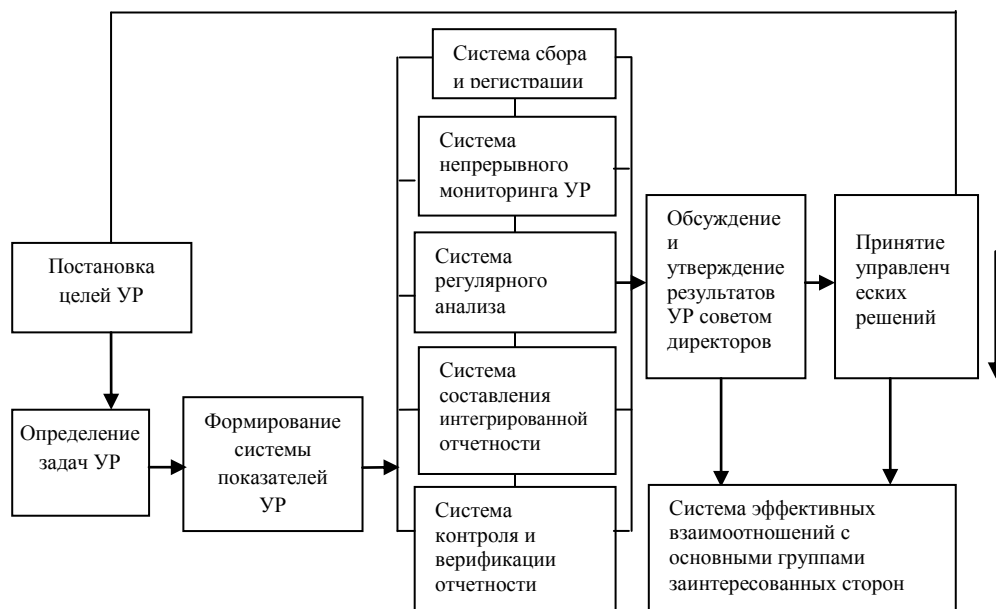 Постановка
целей УР
Определение
задач УР
Формирование
системы
показателей
УР
Система сбора
и регистрации
Система
непрерывного
мониторинга УР
Система
регулярного
анализа
Система
составления
интегрированной
отчетности
Система
контроля и
верификации
отчетности
Обсуждение
и
утверждение
результатов
УР советом
директоров
Принятие
управленч
еских
решений
Система эффективных
взаимоотношений с
основными группами
заинтересованных сторон